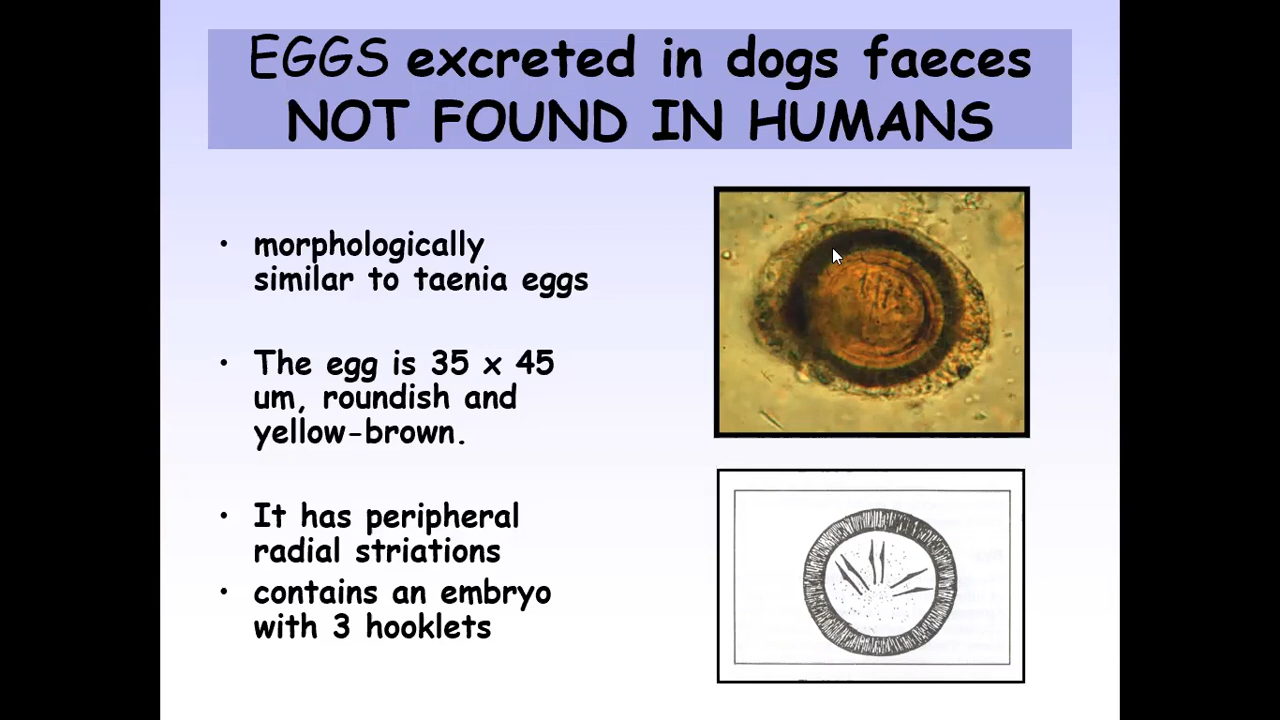 EGGS excreted in dogs faeces
NOT FOUND IN HUMANS
• morphologically
similar to taenia eggs
• The egg is 35 x 45
um, roundish and
yellow-brown.
• It has peripheral
radial striations
• contains an embryo
with 3 hooklets